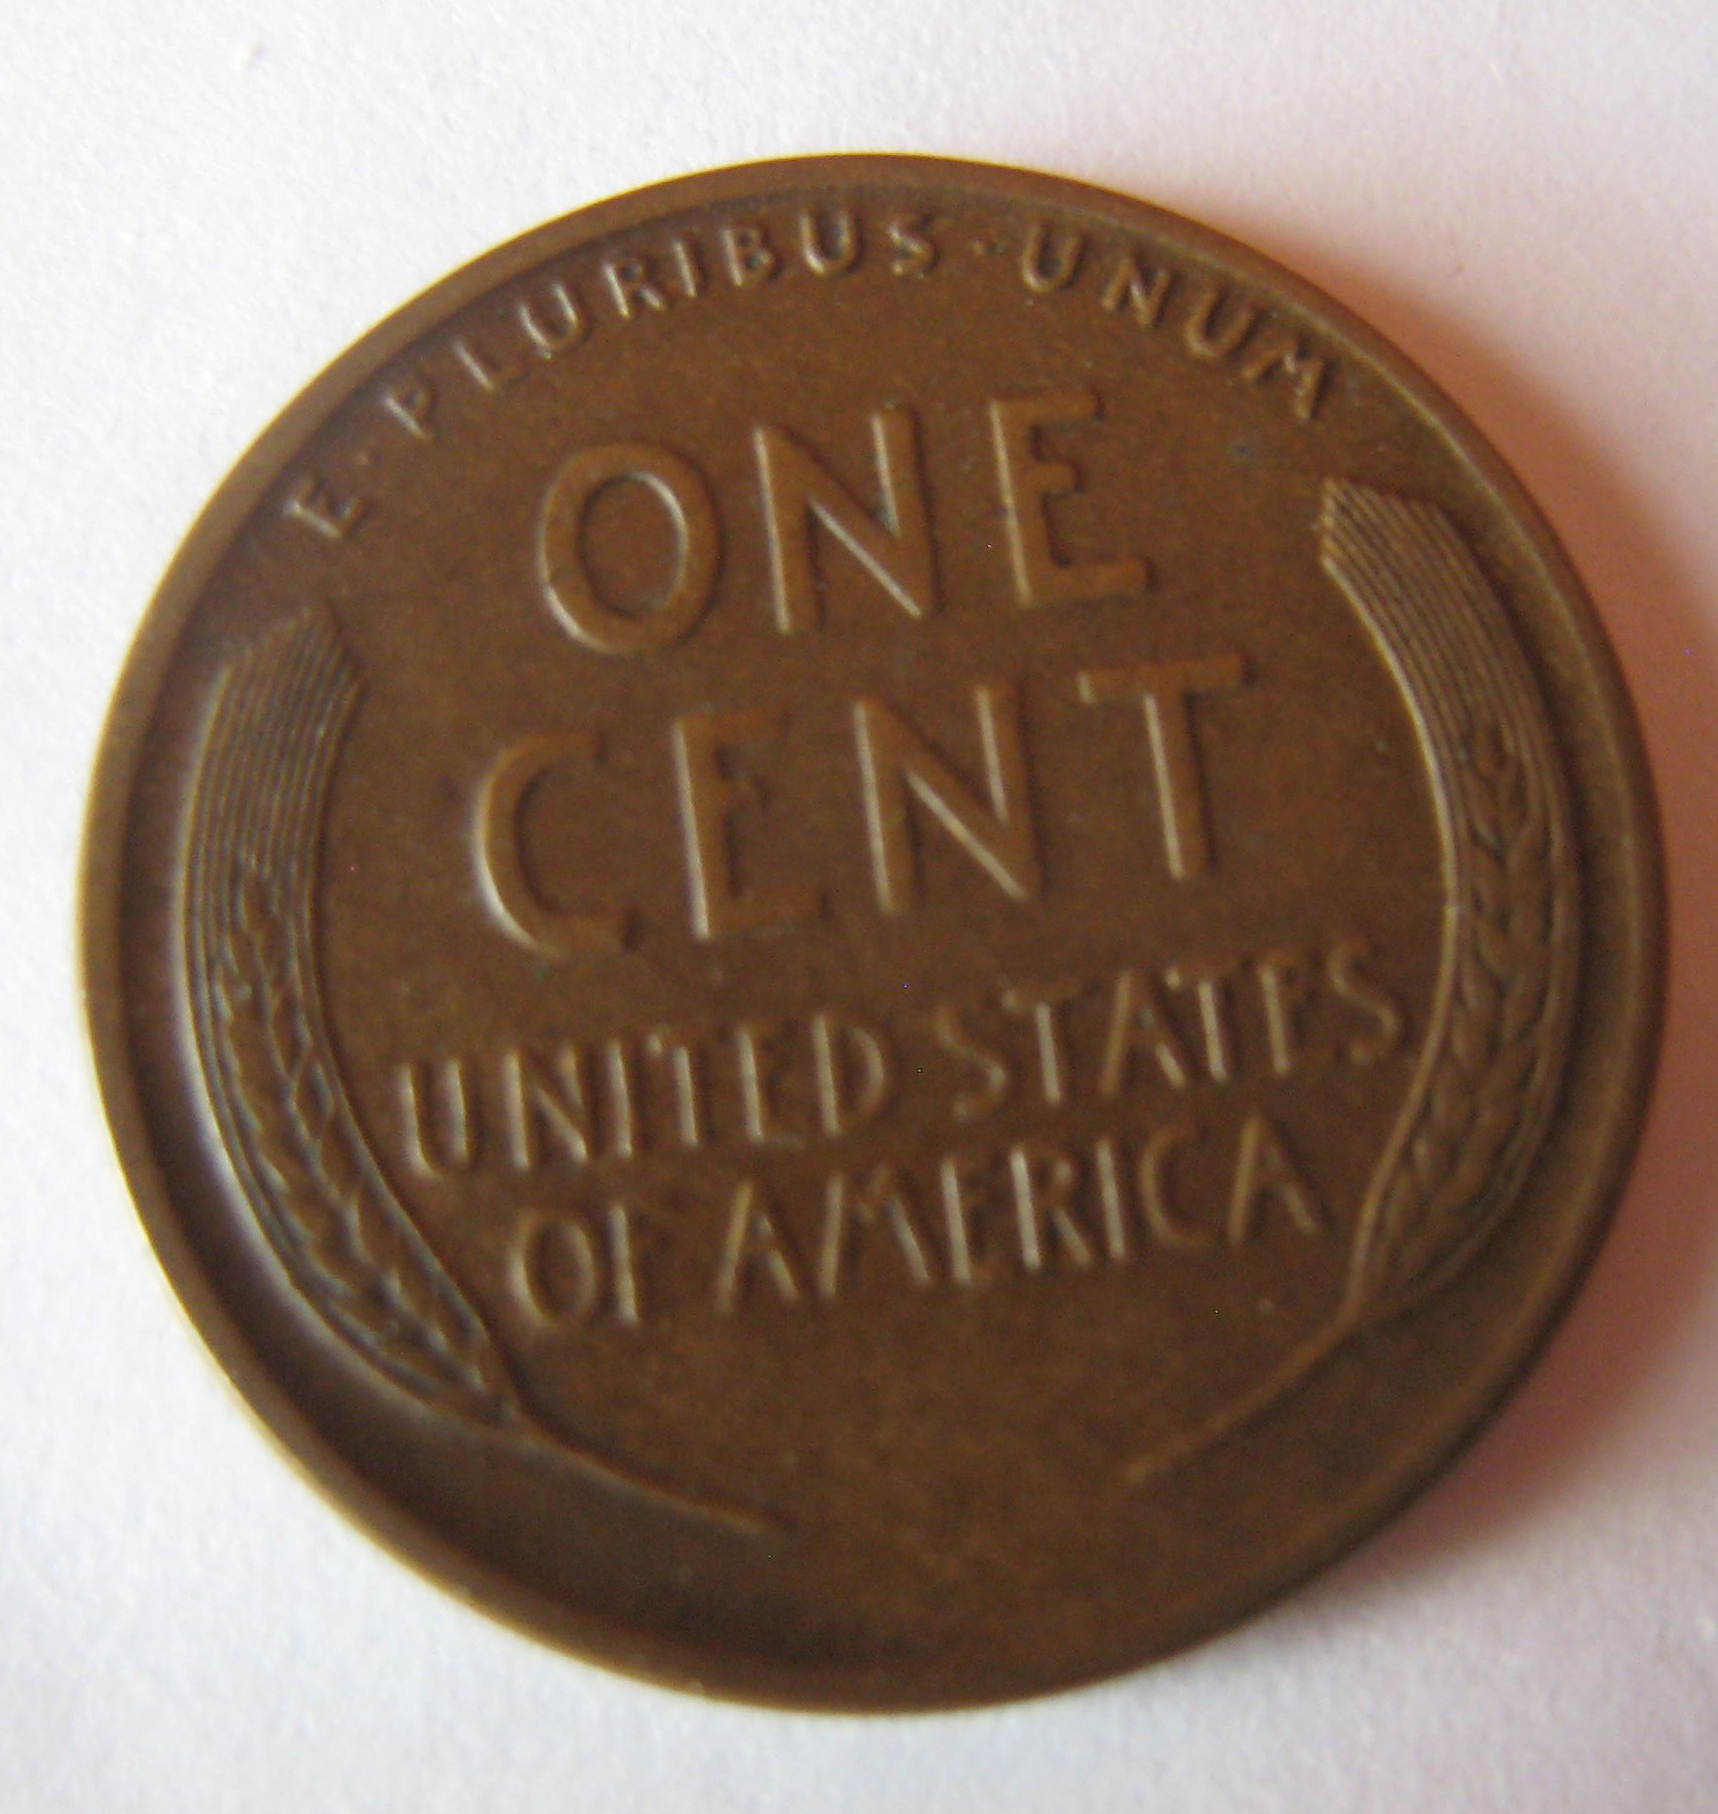 E·PLURIBUS·UNUM
ONE
CENT
UNITED STATES
OF AMERICA